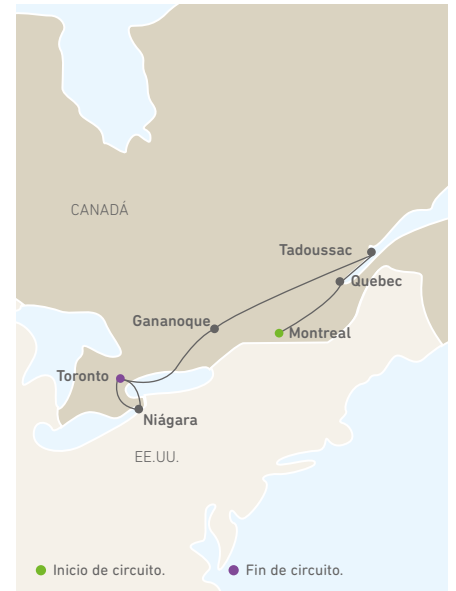 CANADÁ
Tadoussac
Quebec
Gananoque
Montreal
Toronto
Niágara
EE.UU.
Inicio de circuito.
Fin de circuito.